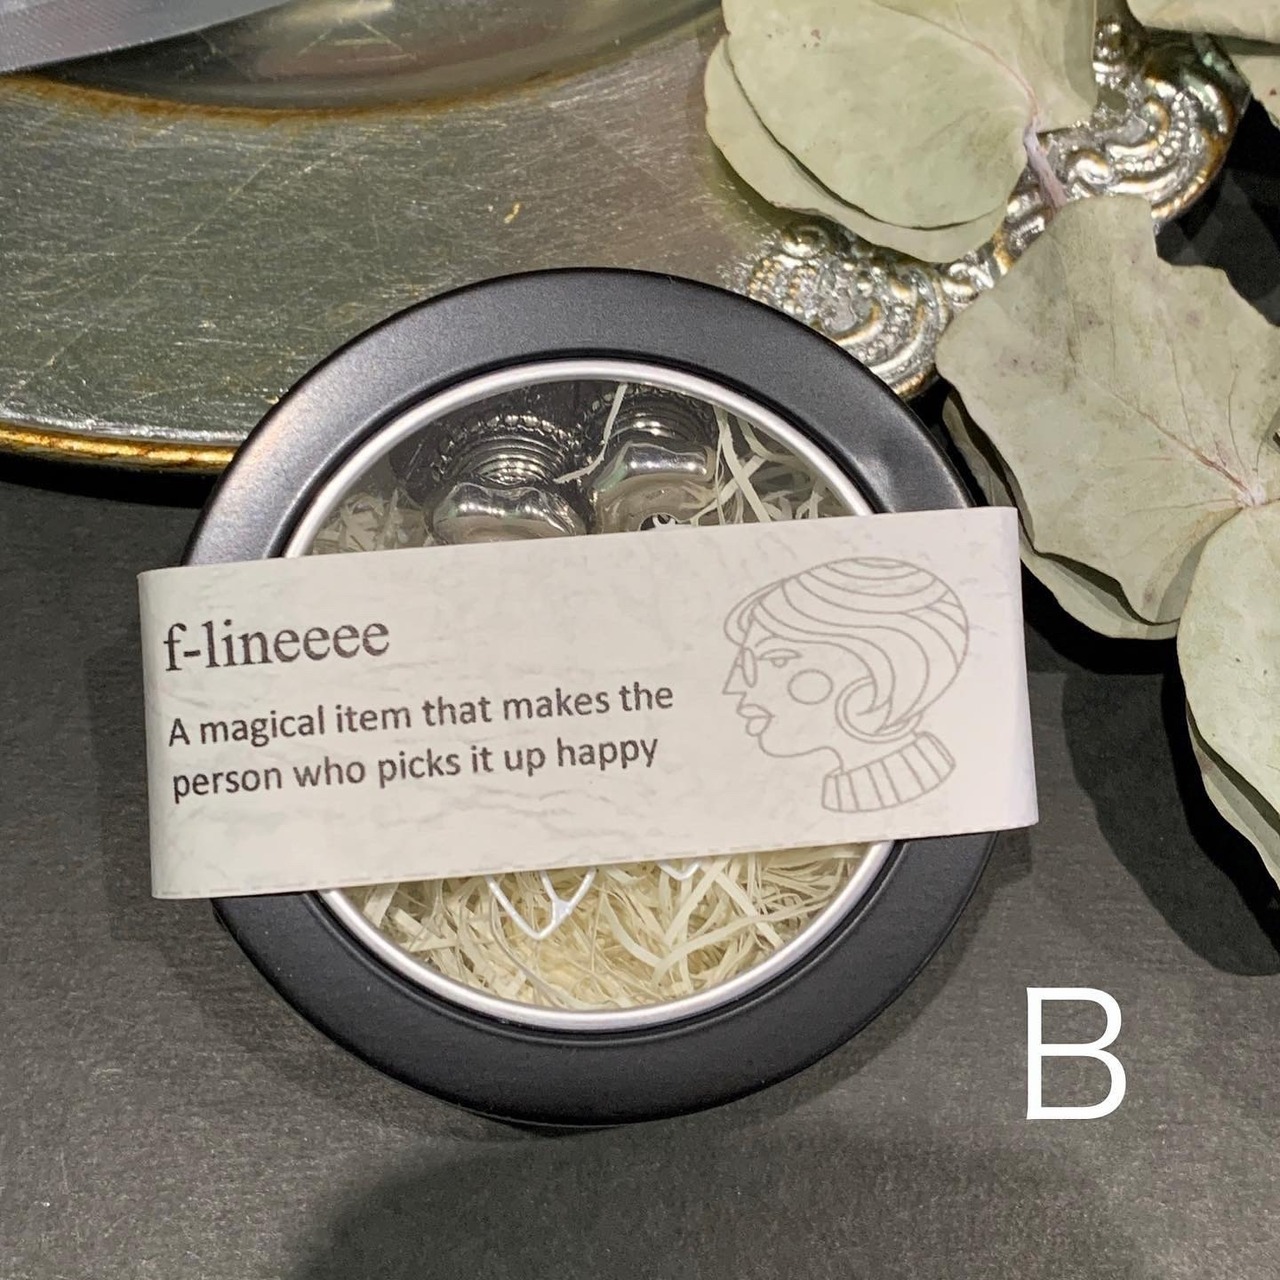 f-lineeee
A magical item that makes the
person who picks it up happy
B